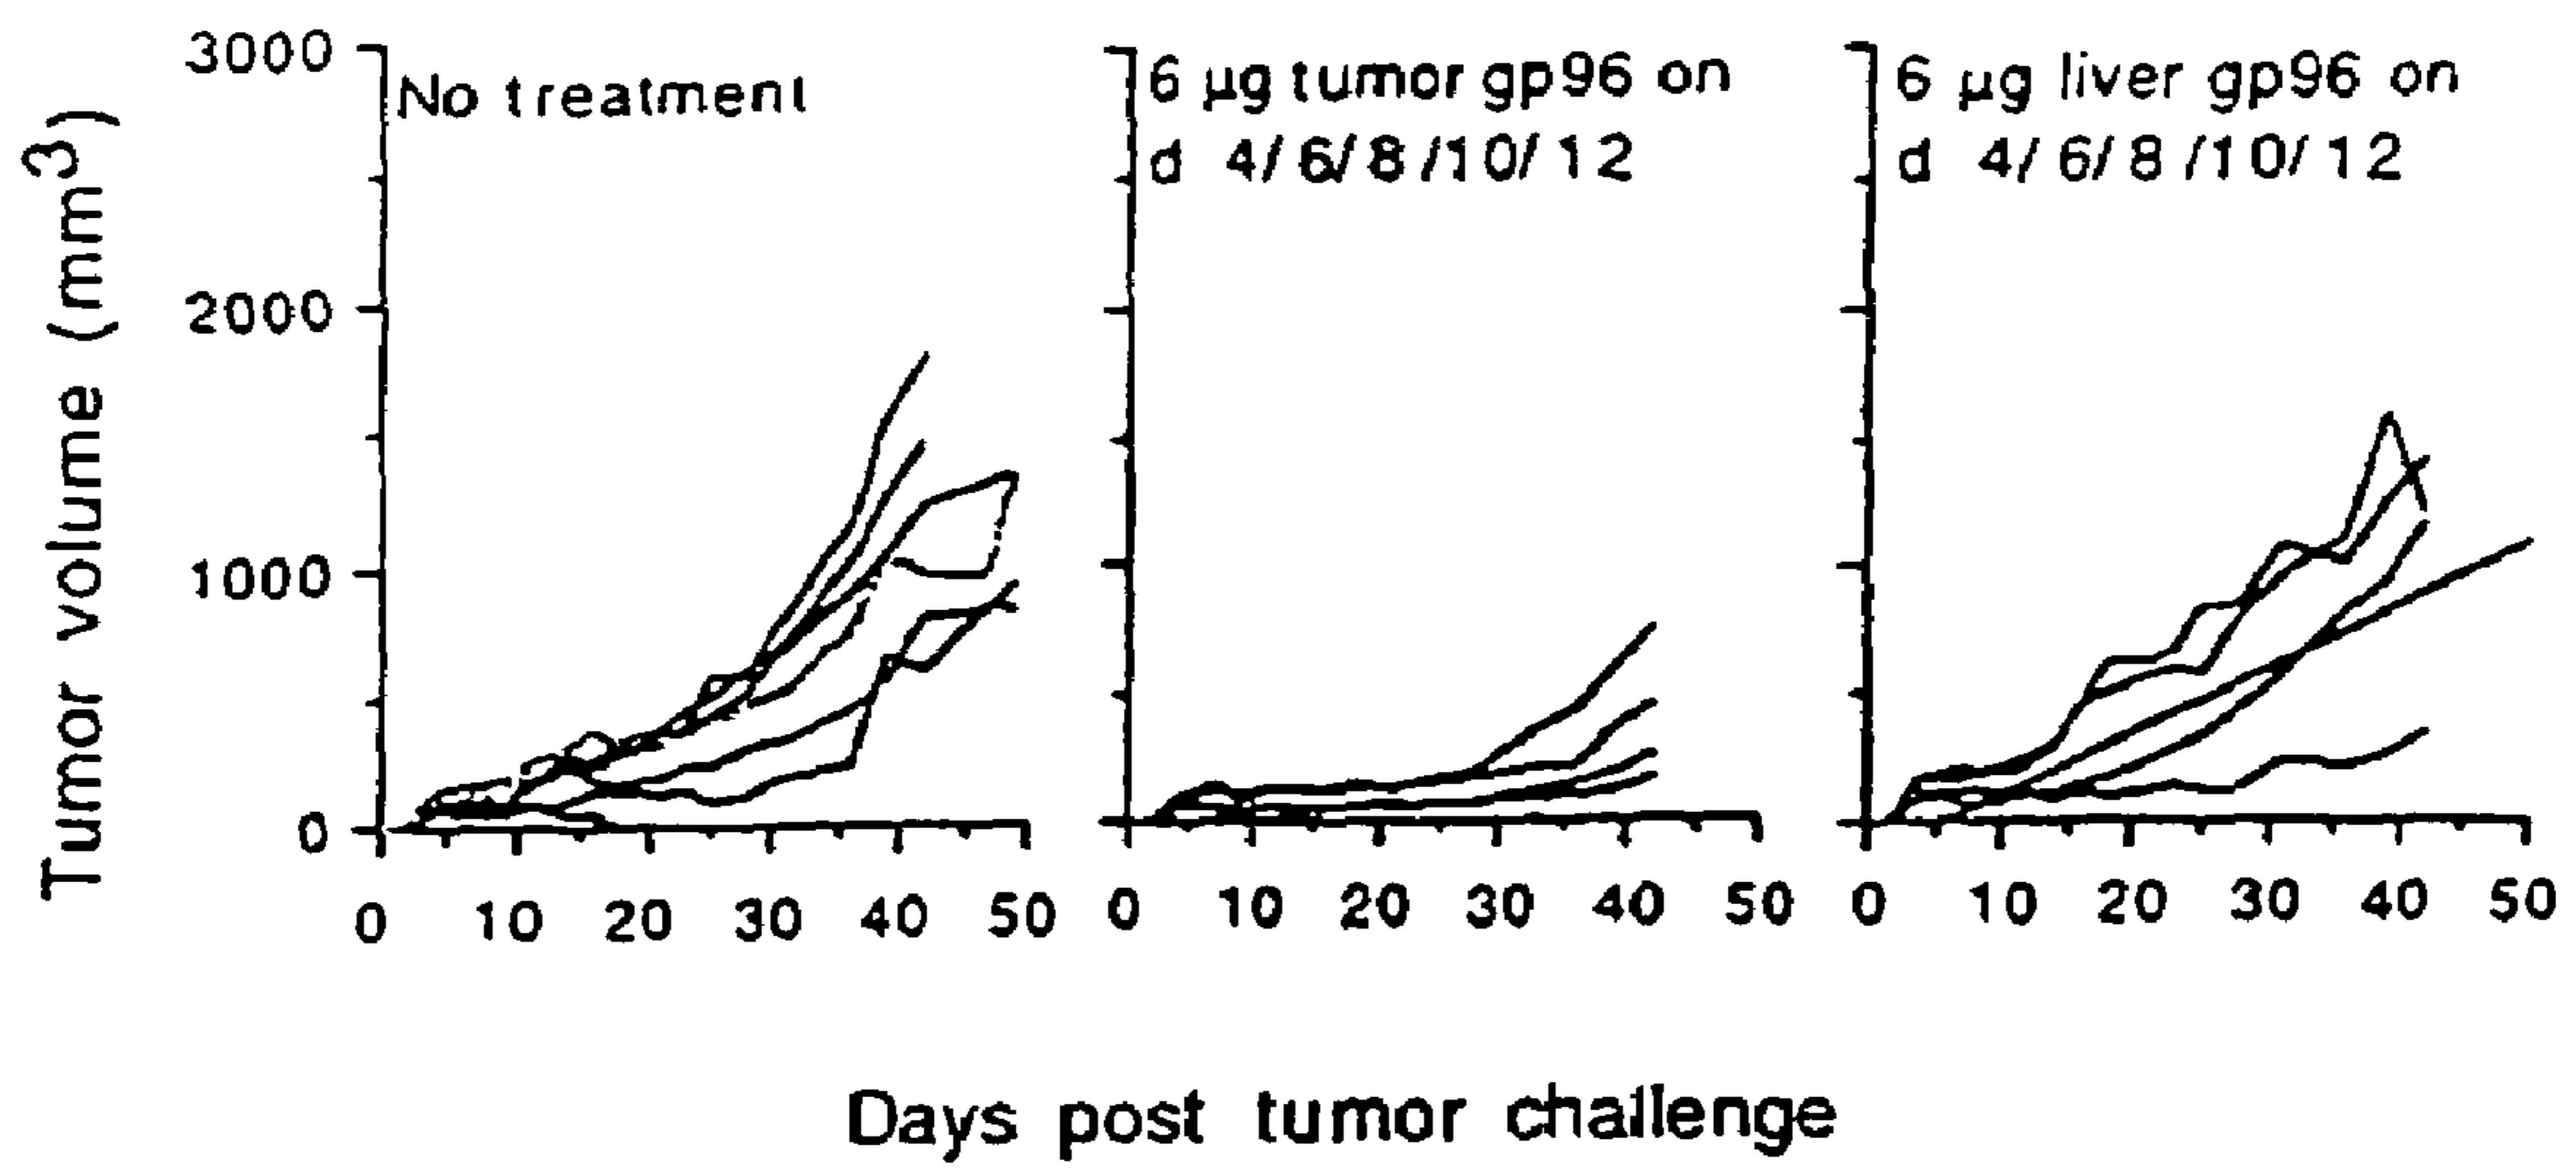 Tumor volume (mm³)
3000
2000
1000
0
No treatment
0 10 20 30 40 50
6 μg tumor gp96 on
d 4/6/8/10/12
0 10 20 30 40 50
6 μg liver gp96 on
d 4/6/8/10/12
0 10 20 30 40 50
Days post tumor challenge